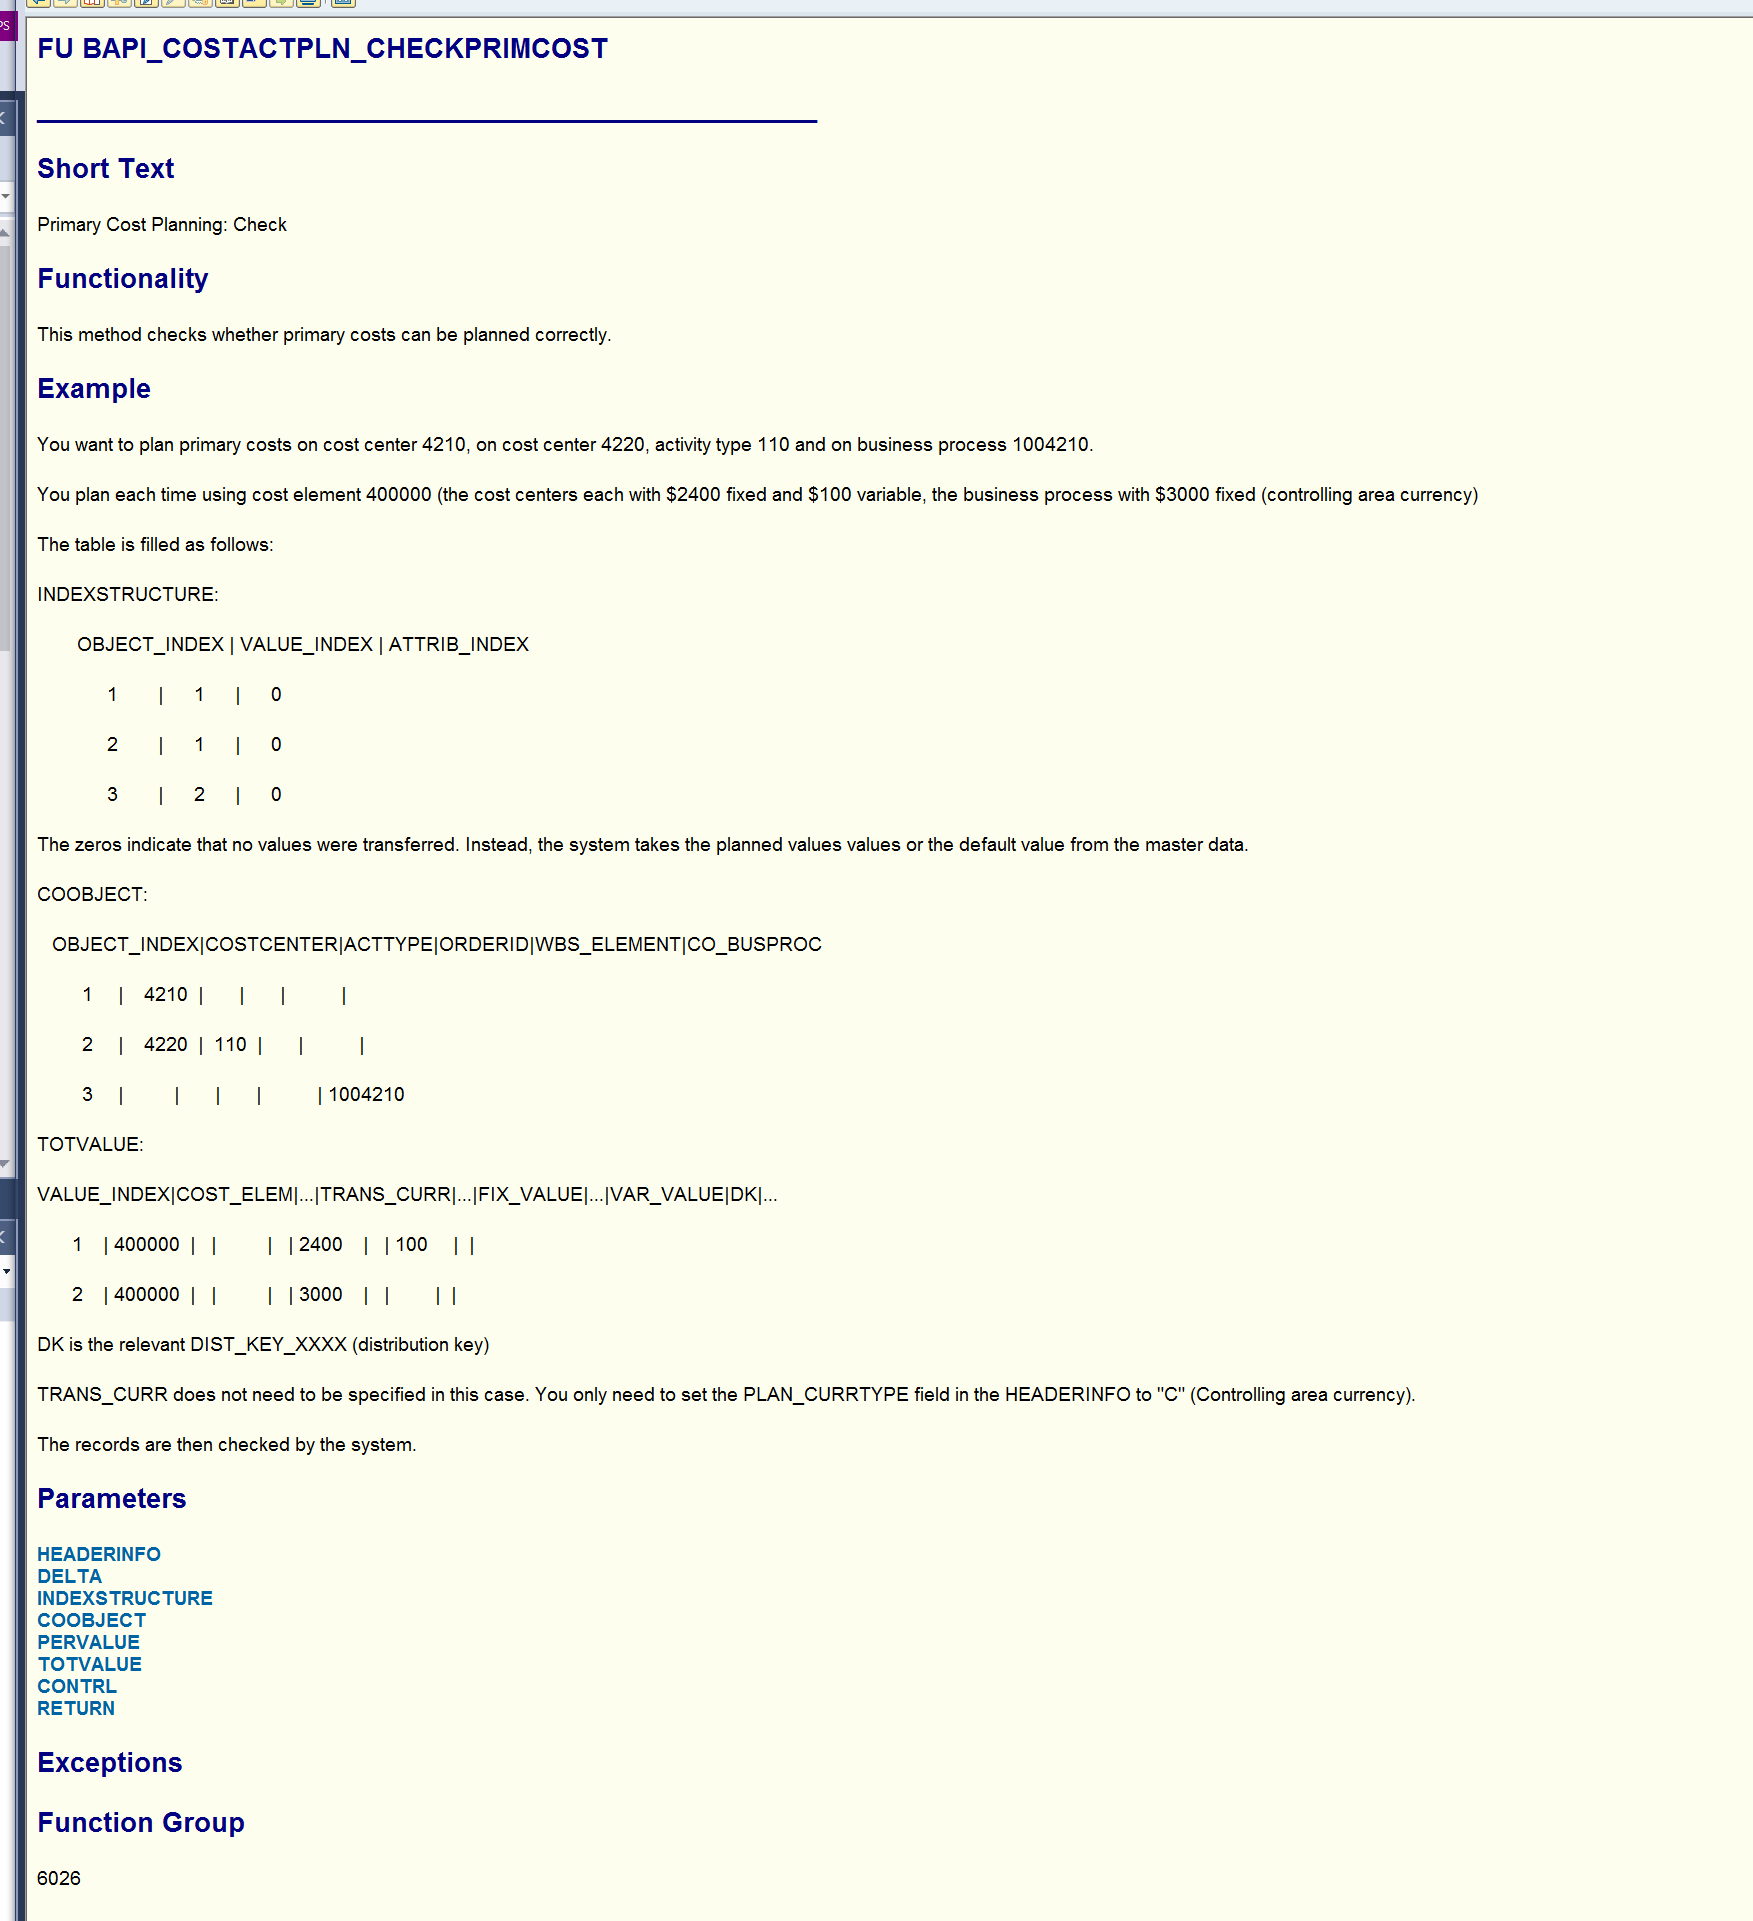 FU BAPI_COSTACTPLN_CHECKPRIMCOST
Short Text
Primary Cost Planning: Check
Functionality
This method checks whether primary costs can be planned correctly.
Example
You want to plan primary costs on cost center 4210, on cost center 4220, activity type 110 and on business process 1004210.
You plan each time using cost element 400000 (the cost centers each with $2400 fixed and $100 variable, the business process with $3000 fixed (controlling area currency)
The table is filled as follows:
INDEXSTRUCTURE:
OBJECT_INDEX | VALUE_INDEX | ATTRIB_INDEX
1 | 1 | 0
2 | 1 | 0
3 | 2 | 0
The zeros indicate that no values were transferred. Instead, the system takes the planned values values or the default value from the master data.
COOBJECT:
OBJECT_INDEX|COSTCENTER|ACTTYPE|ORDERID|WBS_ELEMENT|CO_BUSPROC
1 | 4210 | | | |
2 | 4220 | 110 | | |
3 | | | | | 1004210
TOTVALUE:
VALUE_INDEX|COST_ELEM|...|TRANS_CURR|...|FIX_VALUE|...|VAR_VALUE|DK|...
1 | 400000 | | | | 2400 | | 100 | |
2 | 400000 | | | | 3000 | | | |
DK is the relevant DIST_KEY_XXXX (distribution key)
TRANS_CURR does not need to be specified in this case. You only need to set the PLAN_CURRTYPE field in the HEADERINFO to "C" (Controlling area currency).
The records are then checked by the system.
Parameters
HEADERINFO
DELTA
INDEXSTRUCTURE
COOBJECT
PERVALUE
TOTVALUE
CONTRL
RETURN
Exceptions
Function Group
6026